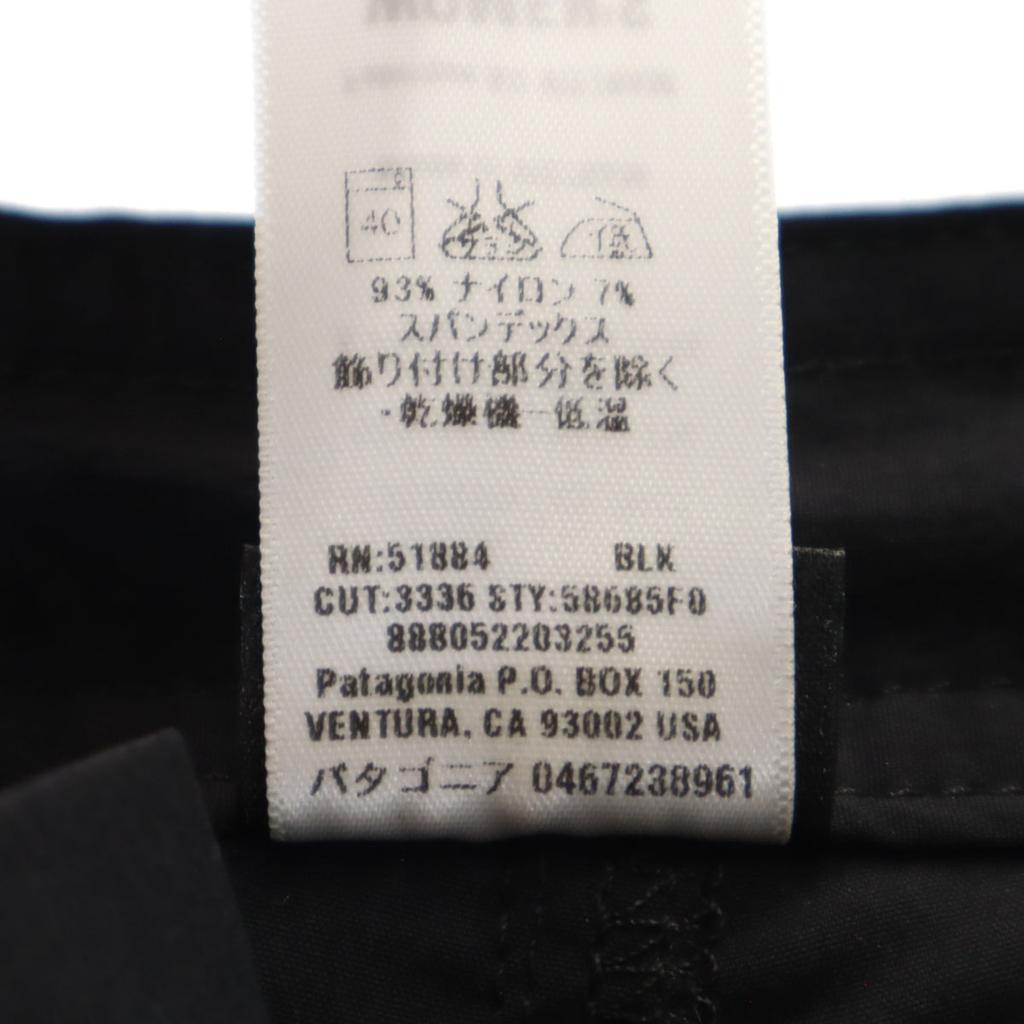 40
93% ナイロン 7%
スパンデックス
飾り付け部分を除く
・乾燥機－低温
RN:51884 BLK
CUT:3336 STY:58685F0
888052203255
Patagonia P.O. BOX 150
VENTURA, CA 93002 USA
パタゴニア 0467238961